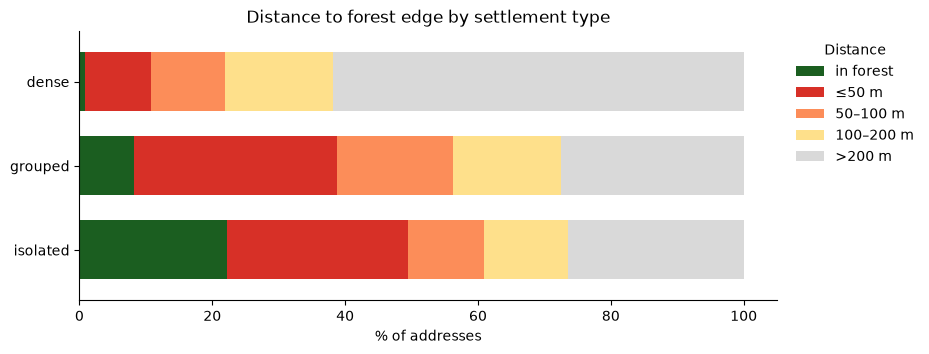 Distance to forest edge by settlement type
dense
grouped
isolated
0 20 40 60 80 100
% of addresses
Distance
in forest
≤50 m
50–100 m
100–200 m
>200 m